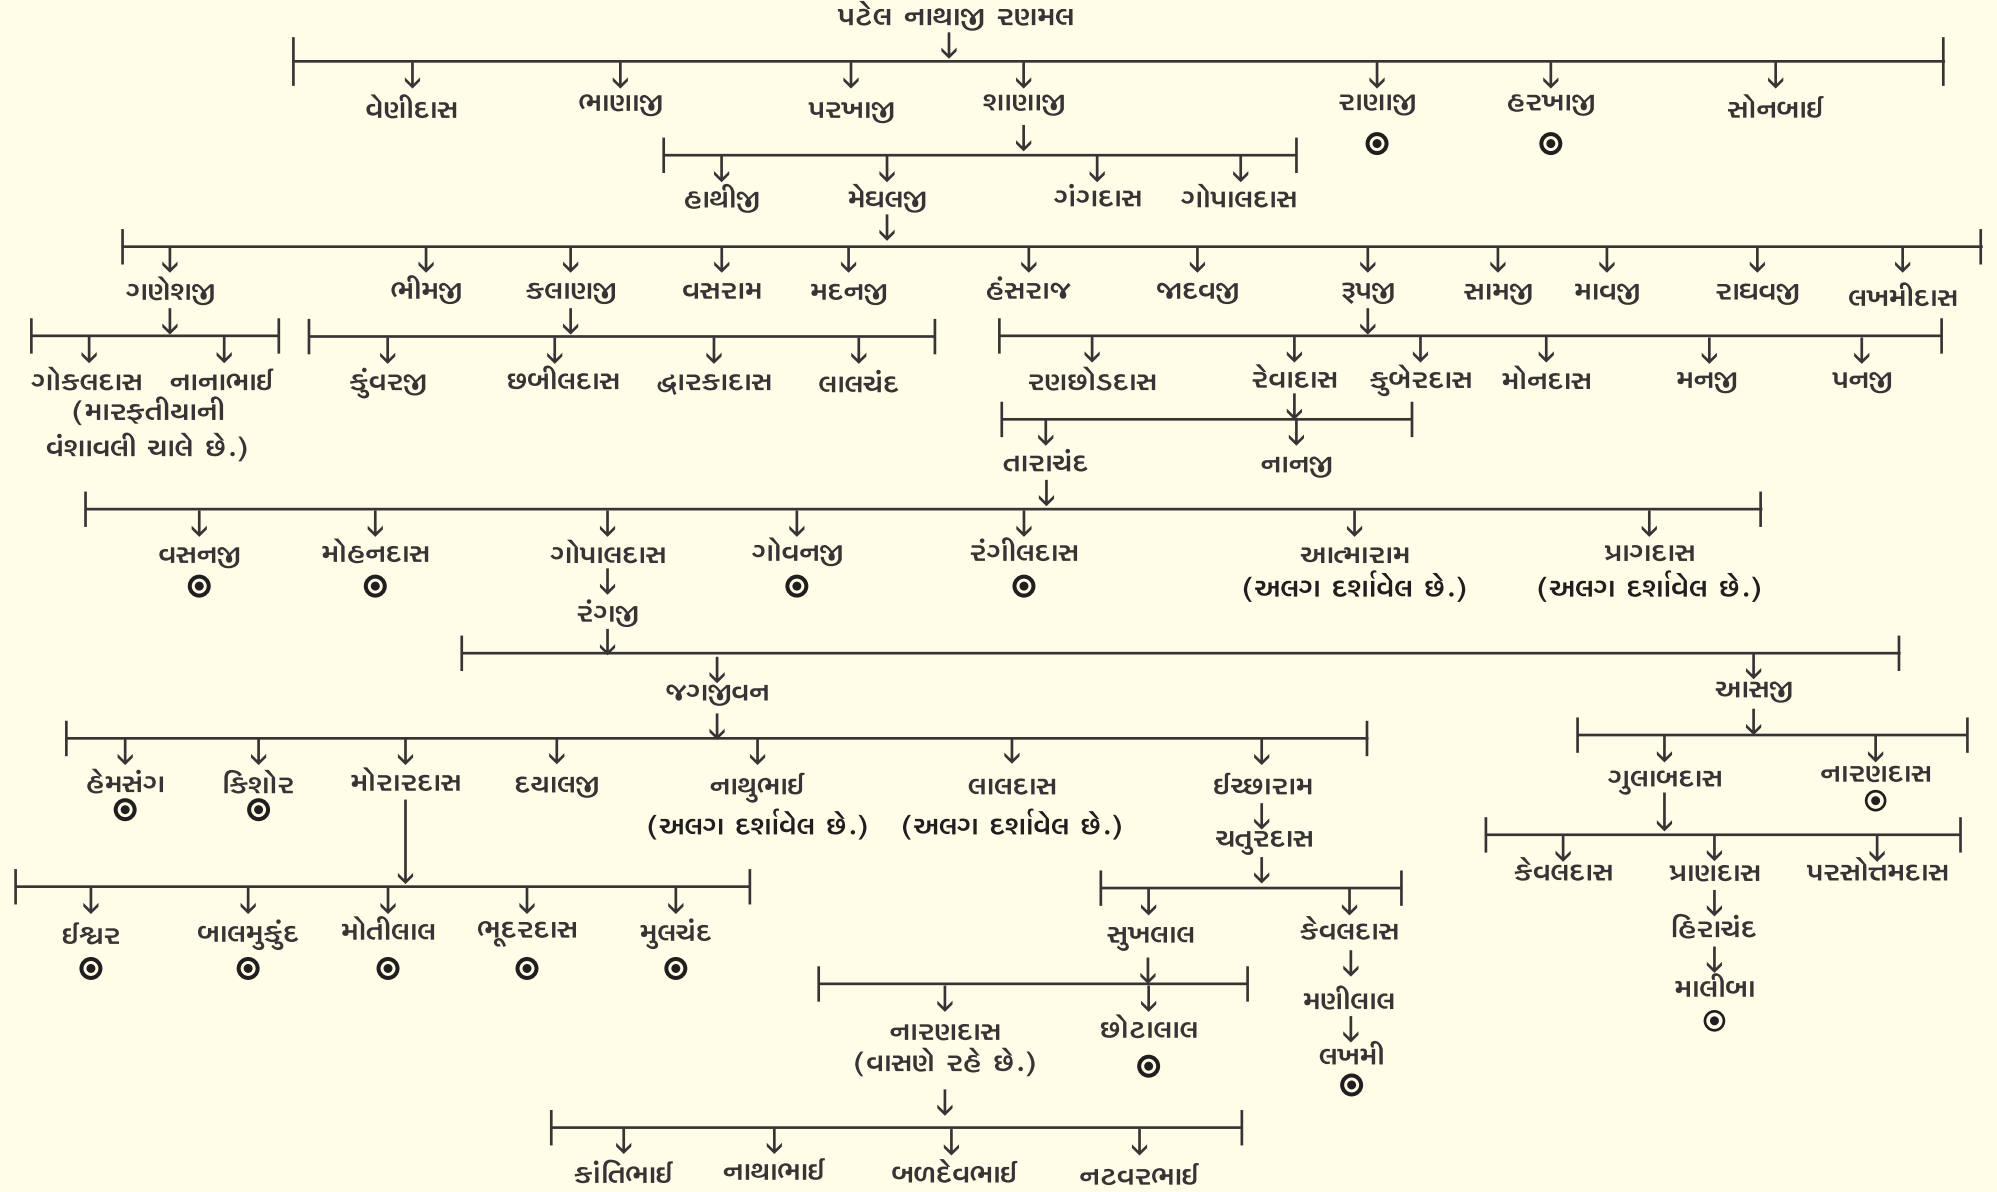 પટેલ નાથાજી રણમલ
વેણીદાસ ભાણાજી પરખાજી શાણાજી રાણાજી હરખાજી સોનબાઈ
હાથીજી મેઘલજી ગંગદાસ ગોપાલદાસ
ગણેશજી ભીમજી કલાણજી વસરામ મદનજી હંસરાજ જાદવજી રૂપજી સામજી માવજી રાઘવજી લખમીદાસ
ગોકલદાસ નાનાભાઈ કુંવરજી છબીલદાસ દ્વારકાદાસ લાલચંદ રણછોડદાસ રેવાદાસ કુબેરદાસ મોનદાસ મનજી પનજી
(મારફતીયાની
વંશાવલી ચાલે છે.)
તારાચંદ નાનજી
વસનજી મોહનદાસ ગોપાલદાસ ગોવનજી રંગીલદાસ આત્મારામ પ્રાગદાસ
(અલગ દર્શાવેલ છે.) (અલગ દર્શાવેલ છે.)
રંગજી
જગજીવન આસજી
હેમસંગ કિશોર મોરારદાસ દયાલજી નાથુભાઈ લાલદાસ ઈચ્છારામ ગુલાબદાસ નારણદાસ
(અલગ દર્શાવેલ છે.) (અલગ દર્શાવેલ છે.)
ચતુરદાસ
કેવલદાસ પ્રાણદાસ પરસોત્તમદાસ
ઈશ્વર બાલમુકુંદ મોતીલાલ ભૂદરદાસ મુલચંદ સુખલાલ કેવલદાસ હિરાચંદ
મણીલાલ માલીબા
નારણદાસ છોટાલાલ
(વાસણે રહે છે.) લખમી
કાંતિભાઈ નાથાભાઈ બળદેવભાઈ નટવરભાઈ